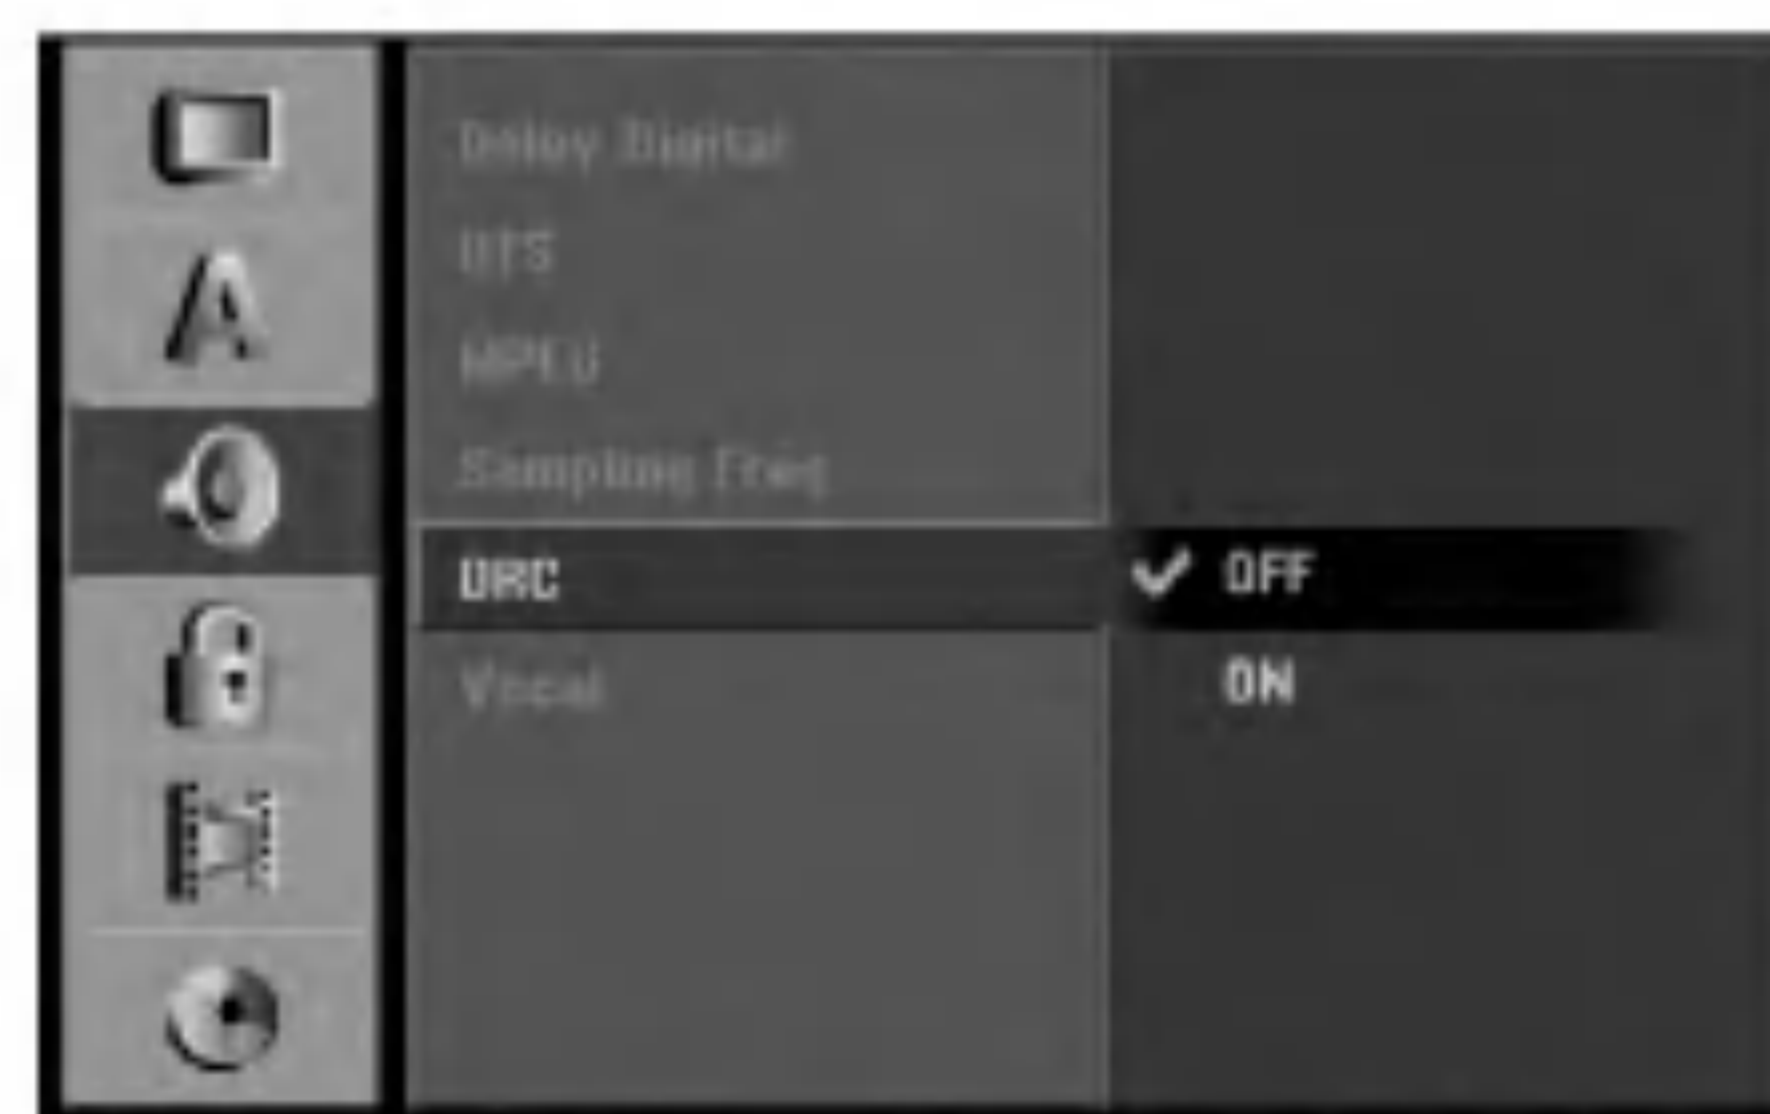 Dolby Digital
DTS
MPEG
Sampling Freq
DRC
OFF
ON
Vocal